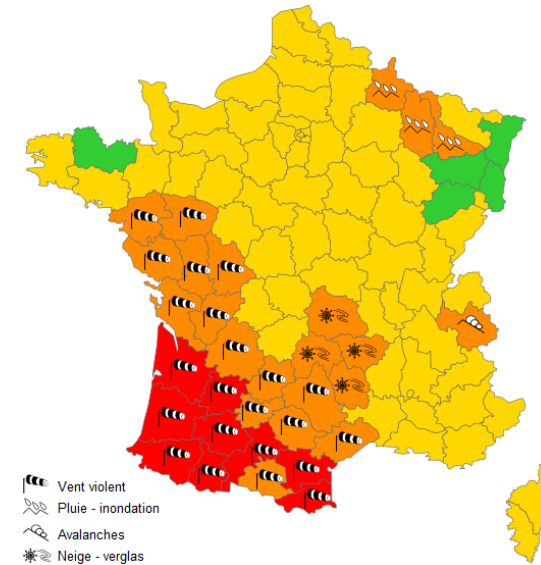 Vent violent
Pluie - inondation
Avalanches
Neige - verglas